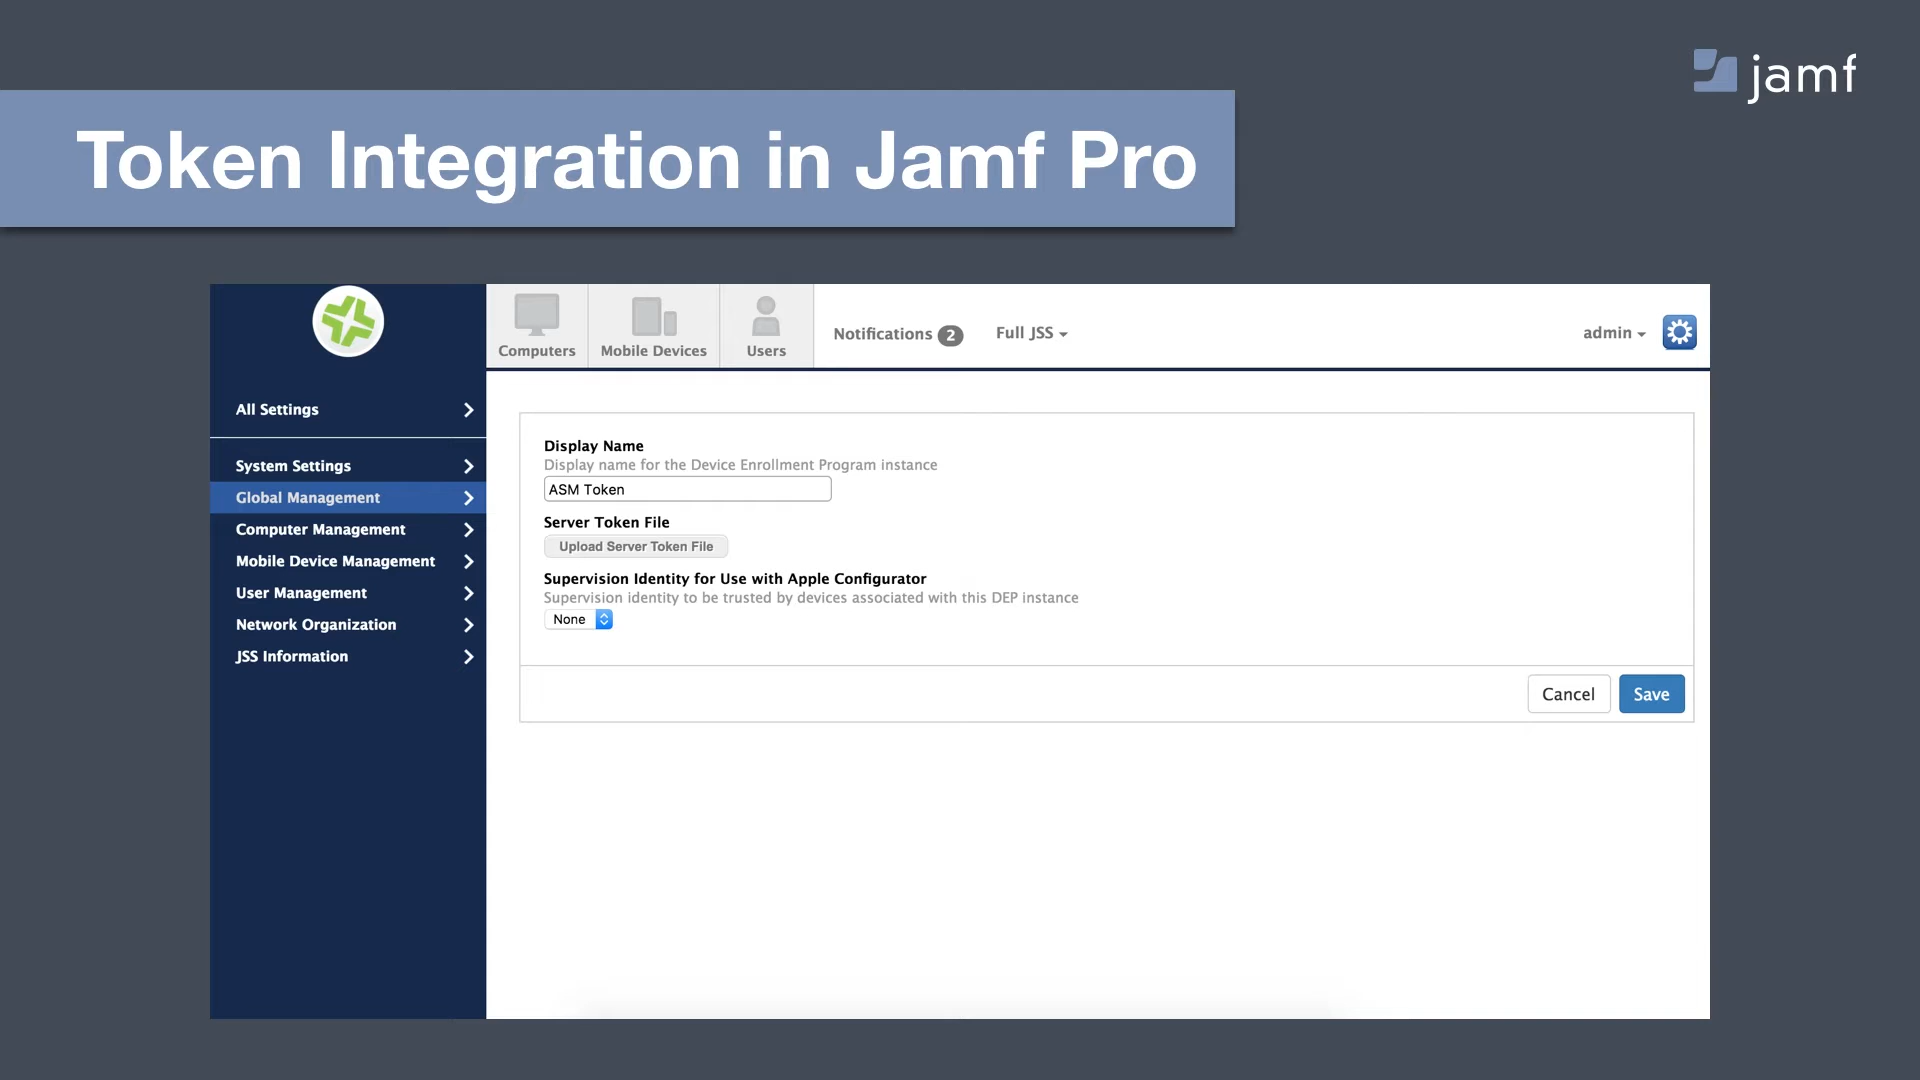 jamf
Token Integration in Jamf Pro
Computers
Mobile Devices
Users
Notifications 2
Full JSS
admin
All Settings
System Settings
Global Management
Computer Management
Mobile Device Management
User Management
Network Organization
JSS Information
Display Name
Display name for the Device Enrollment Program instance
ASM Token
Server Token File
Upload Server Token File
Supervision Identity for Use with Apple Configurator
Supervision identity to be trusted by devices associated with this DEP instance
None
Cancel
Save